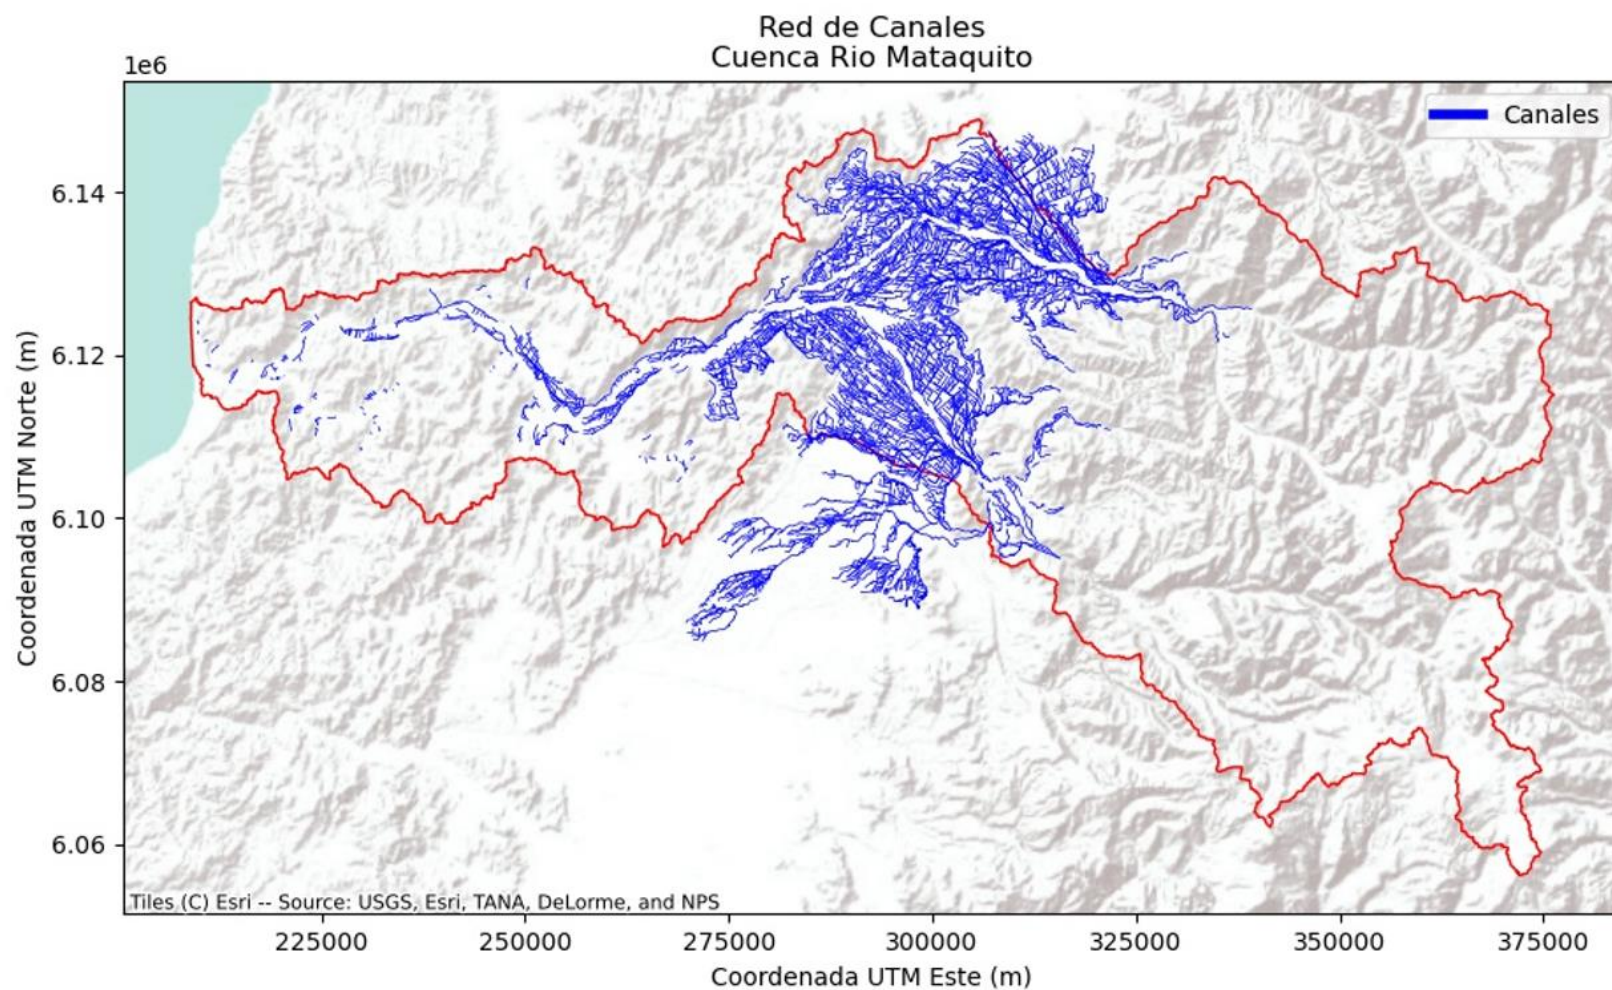 Red de Canales
Cuenca Rio Mataquito
1e6
Canales
6.14
6.12
6.10
6.08
6.06
Coordenada UTM Norte (m)
Tiles (C) Esri -- Source: USGS, Esri, TANA, DeLorme, and NPS
225000 250000 275000 300000 325000 350000 375000
Coordenada UTM Este (m)